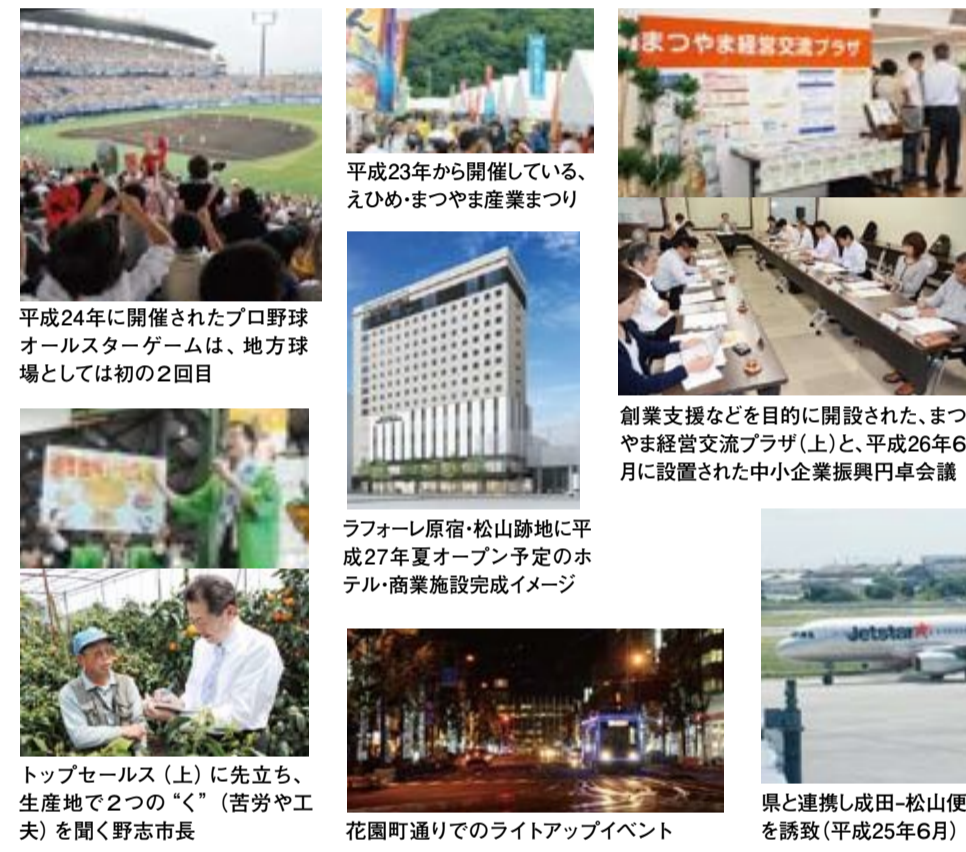 平成24年に開催されたプロ野球
オールスターゲームは、地方球
場としては初の2回目
トップセールス（上）に先立ち、
生産地で2つの“く”（苦労や工
夫）を聞く野志市長
平成23年から開催している、
えひめ・まつやま産業まつり
ラフォーレ原宿・松山跡地に平
成27年夏オープン予定のホ
テル・商業施設完成イメージ
花園町通りでのライトアップイベント
まつやま経営交流プラザ
創業支援などを目的に開設された、まつ
やま経営交流プラザ（上）と、平成26年6
月に設置された中小企業振興円卓会議
Jetstar
県と連携し成田-松山便
を誘致（平成25年6月）